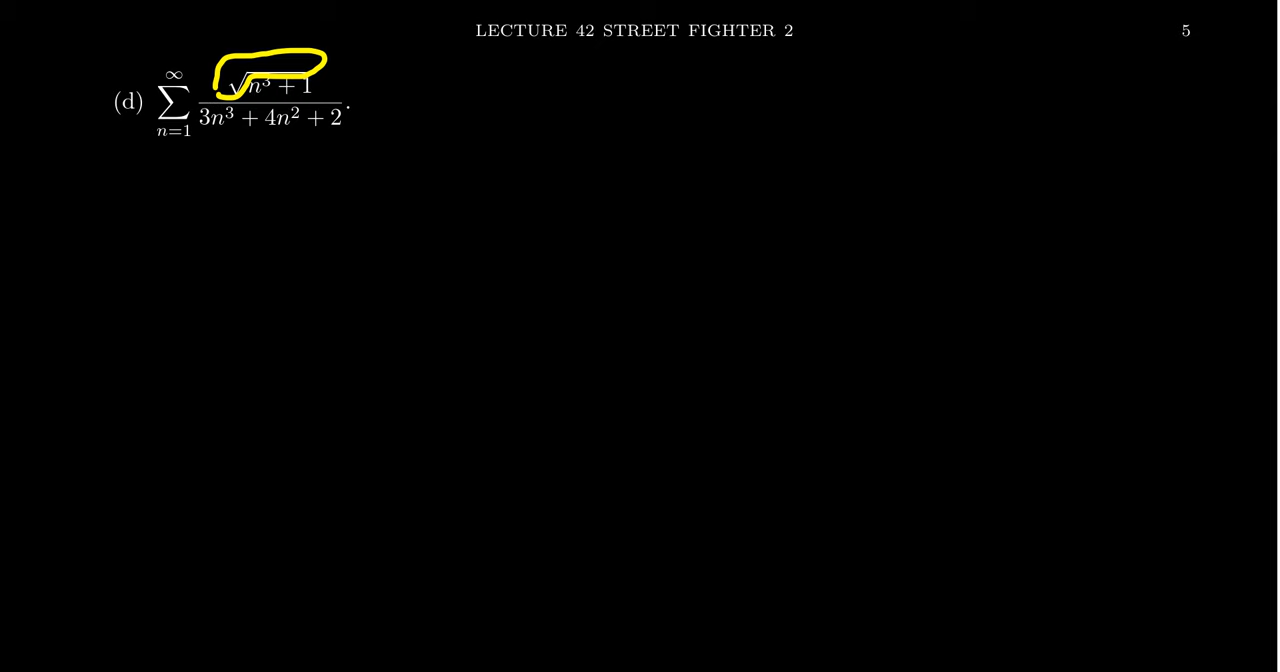 LECTURE 42 STREET FIGHTER 2 5
(d) $\sum_{n=1}^{\infty} \frac{\sqrt{n^3 + 1}}{3n^3 + 4n^2 + 2}$.